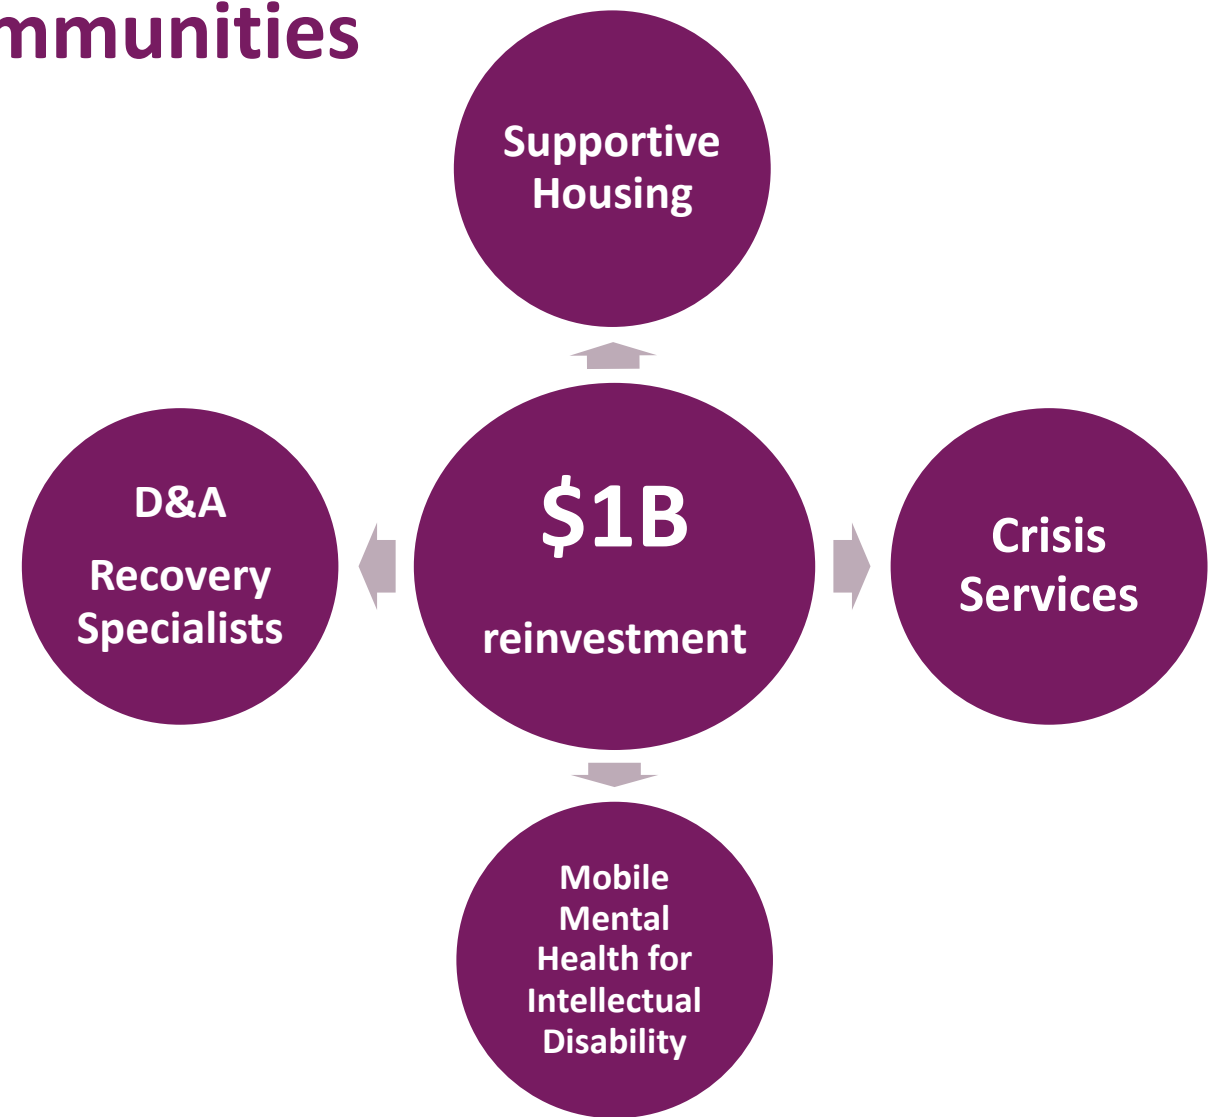 mmunities
Supportive
Housing
D&A
Recovery
Specialists
$1B
reinvestment
Crisis
Services
Mobile
Mental
Health for
Intellectual
Disability